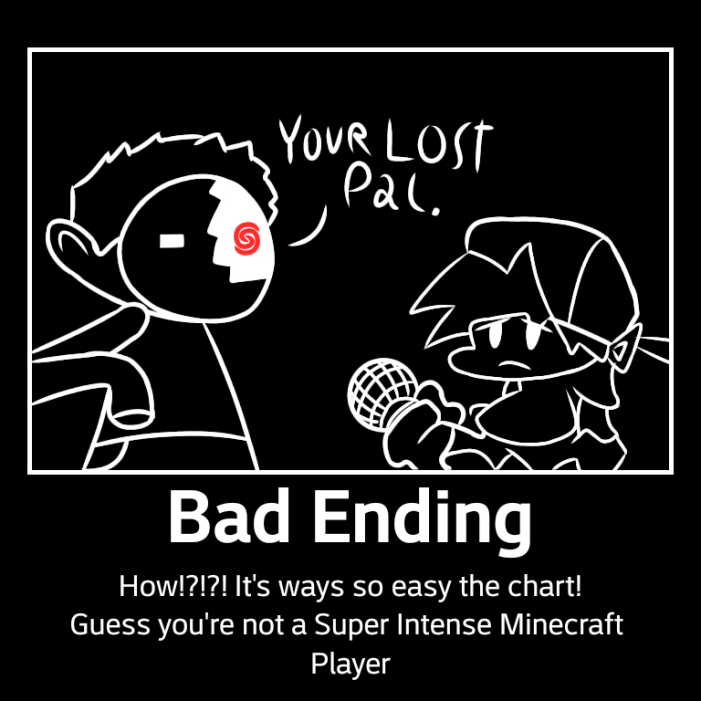 YOUR LOST
Pal.
Bad Ending
How!?!?! It's ways so easy the chart!
Guess you're not a Super Intense Minecraft
Player